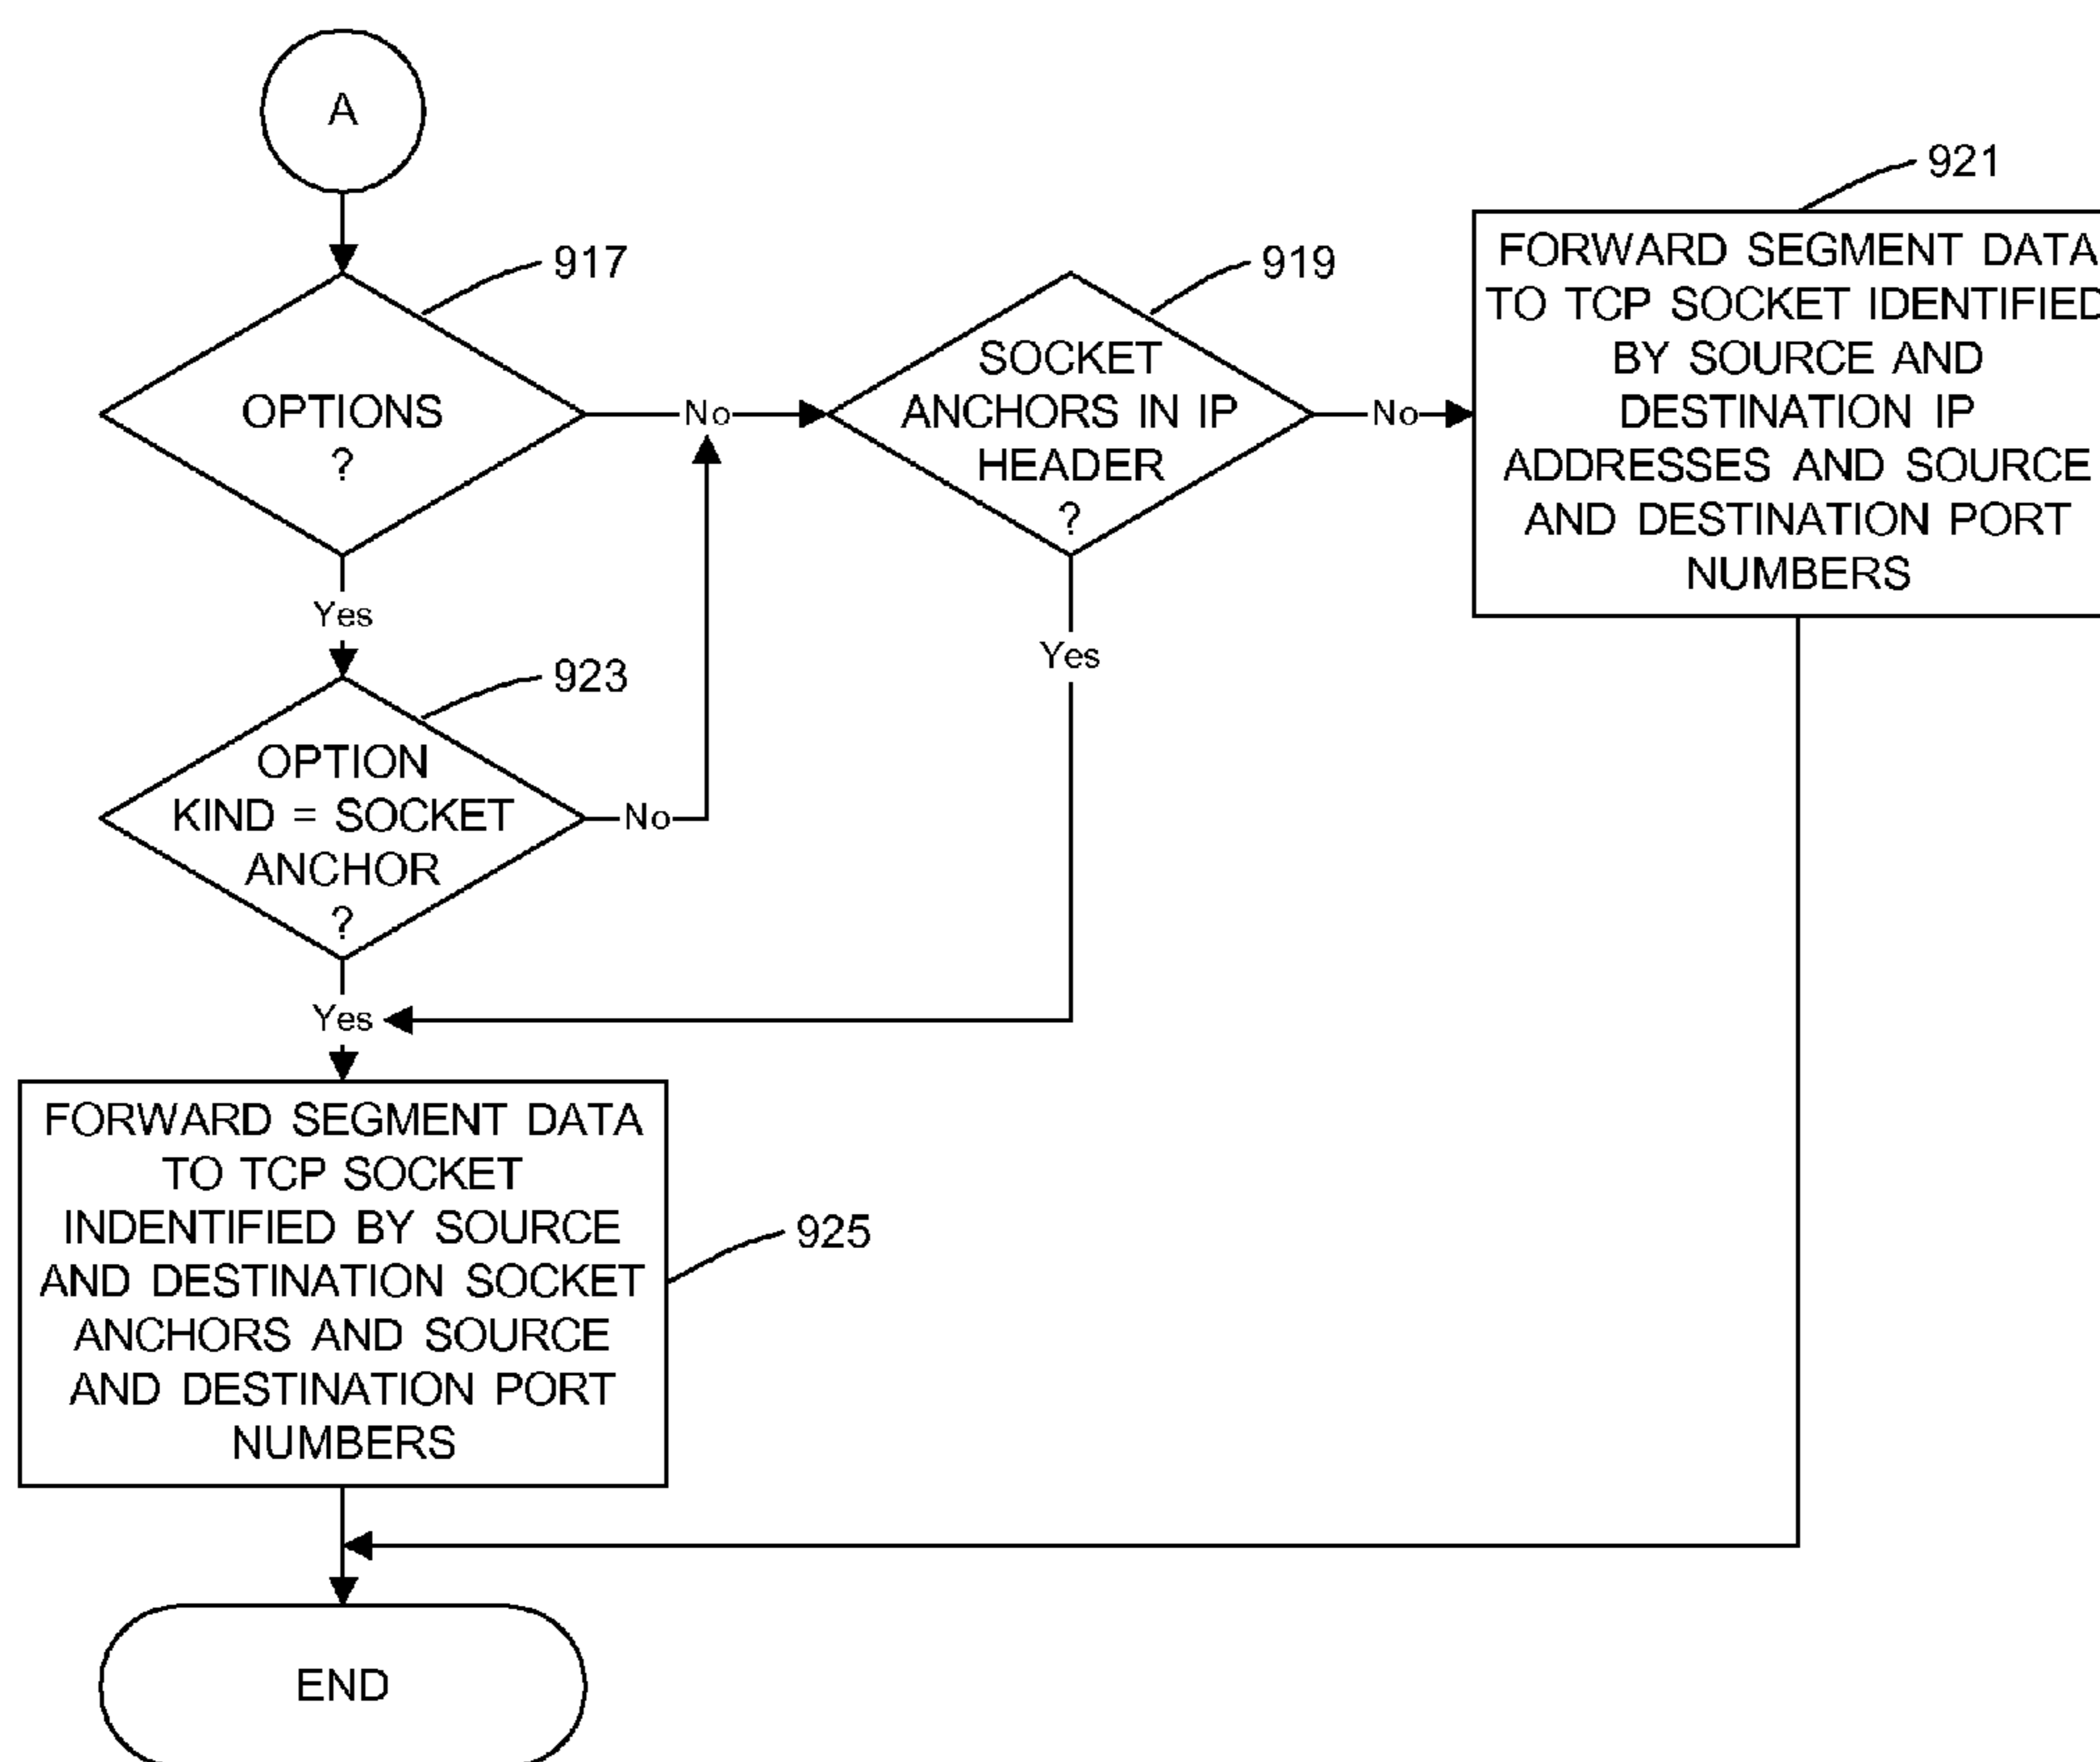 A
917
OPTIONS
?
No
Yes
919
SOCKET
ANCHORS IN IP
HEADER
?
No
Yes
921
FORWARD SEGMENT DATA
TO TCP SOCKET IDENTIFIED
BY SOURCE AND
DESTINATION IP
ADDRESSES AND SOURCE
AND DESTINATION PORT
NUMBERS
923
OPTION
KIND = SOCKET
ANCHOR
?
No
Yes
FORWARD SEGMENT DATA
TO TCP SOCKET
INDENTIFIED BY SOURCE
AND DESTINATION SOCKET
ANCHORS AND SOURCE
AND DESTINATION PORT
NUMBERS
925
END